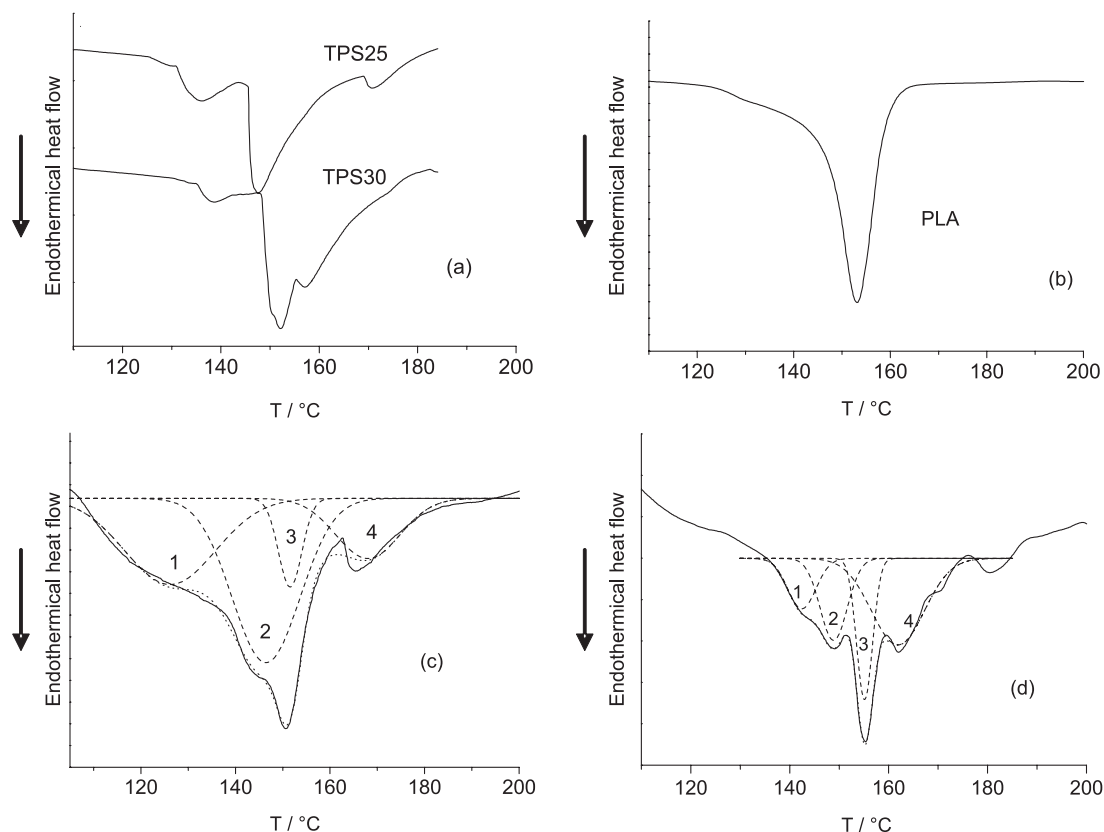 TPS25
TPS30
Endothermical heat flow
(a)
120 140 160 180 200
T / °C
Endothermical heat flow
PLA
(b)
120 140 160 180 200
T / °C
Endothermical heat flow
1
2
3
4
(c)
120 140 160 180 200
T / °C
Endothermical heat flow
1
2
3
4
(d)
120 140 160 180 200
T / °C